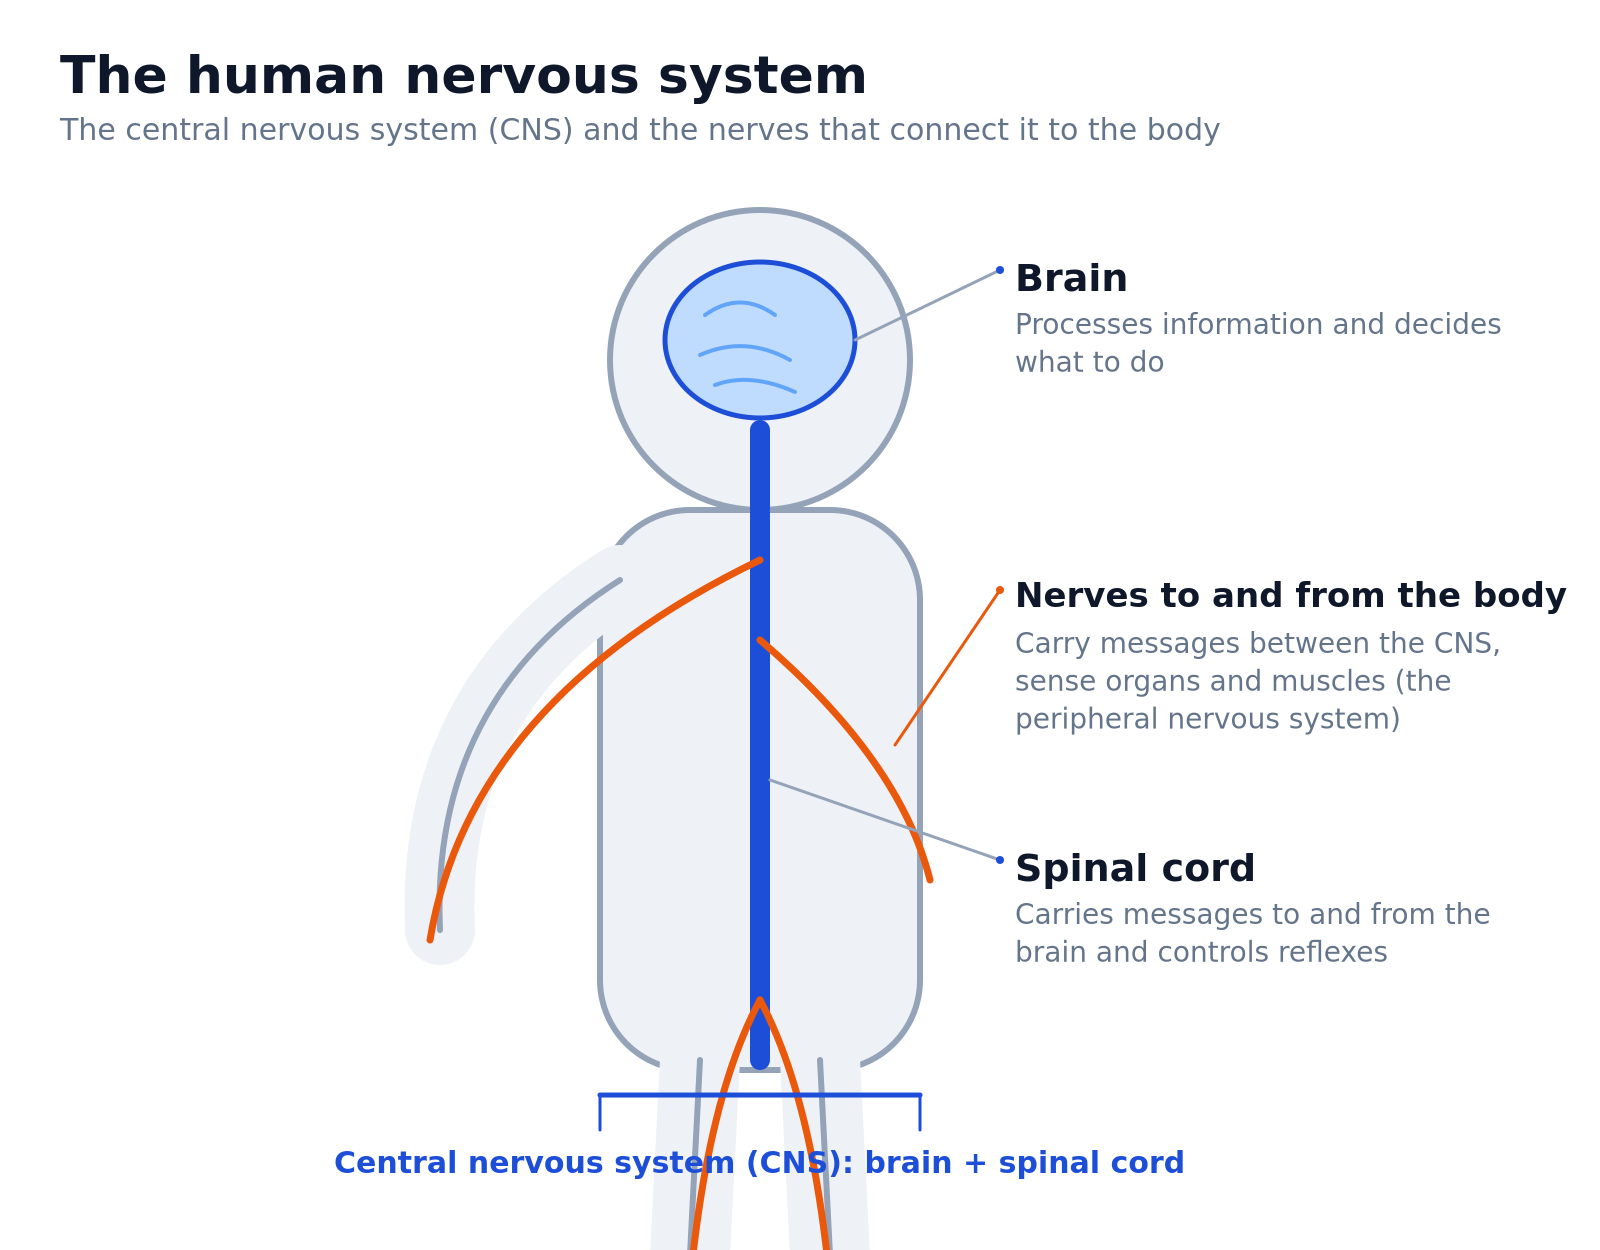 The human nervous system
The central nervous system (CNS) and the nerves that connect it to the body
Brain
Processes information and decides
what to do
Nerves to and from the body
Carry messages between the CNS,
sense organs and muscles (the
peripheral nervous system)
Spinal cord
Carries messages to and from the
brain and controls reflexes
Central nervous system (CNS): brain + spinal cord